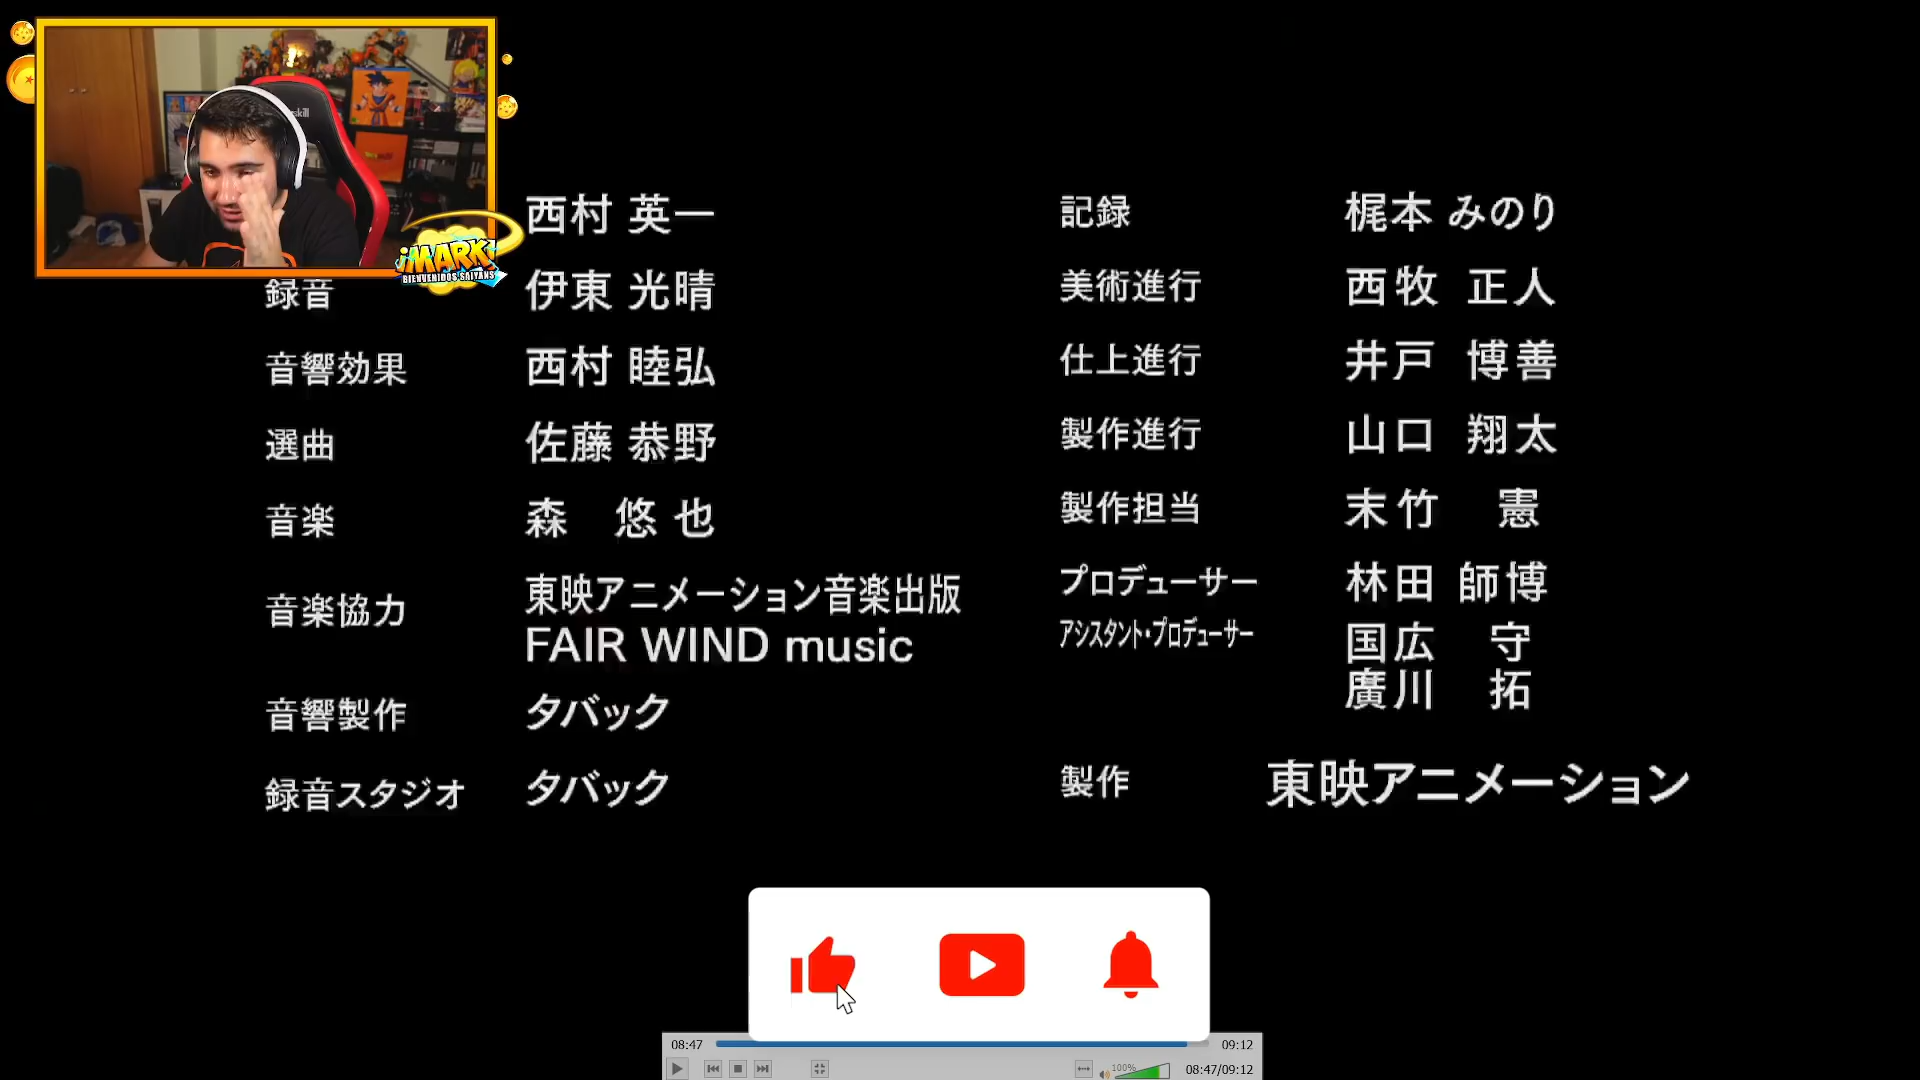 iMARK!
BIENVENIDOS, SAIYANS
西村 英一
録音 伊東 光晴
音響効果 西村 睦弘
選曲 佐藤 恭野
音楽 森 悠也
音楽協力 東映アニメーション音楽出版
FAIR WIND music
音響製作 タバック
録音スタジオ タバック
記録 梶本 みのり
美術進行 西牧 正人
仕上進行 井戸 博善
製作進行 山口 翔太
製作担当 末竹 憲
プロデューサー 林田 師博
アシスタント・プロデューサー 国広 守
廣川 拓
製作 東映アニメーション
08:47 09:12
100% 08:47/09:12